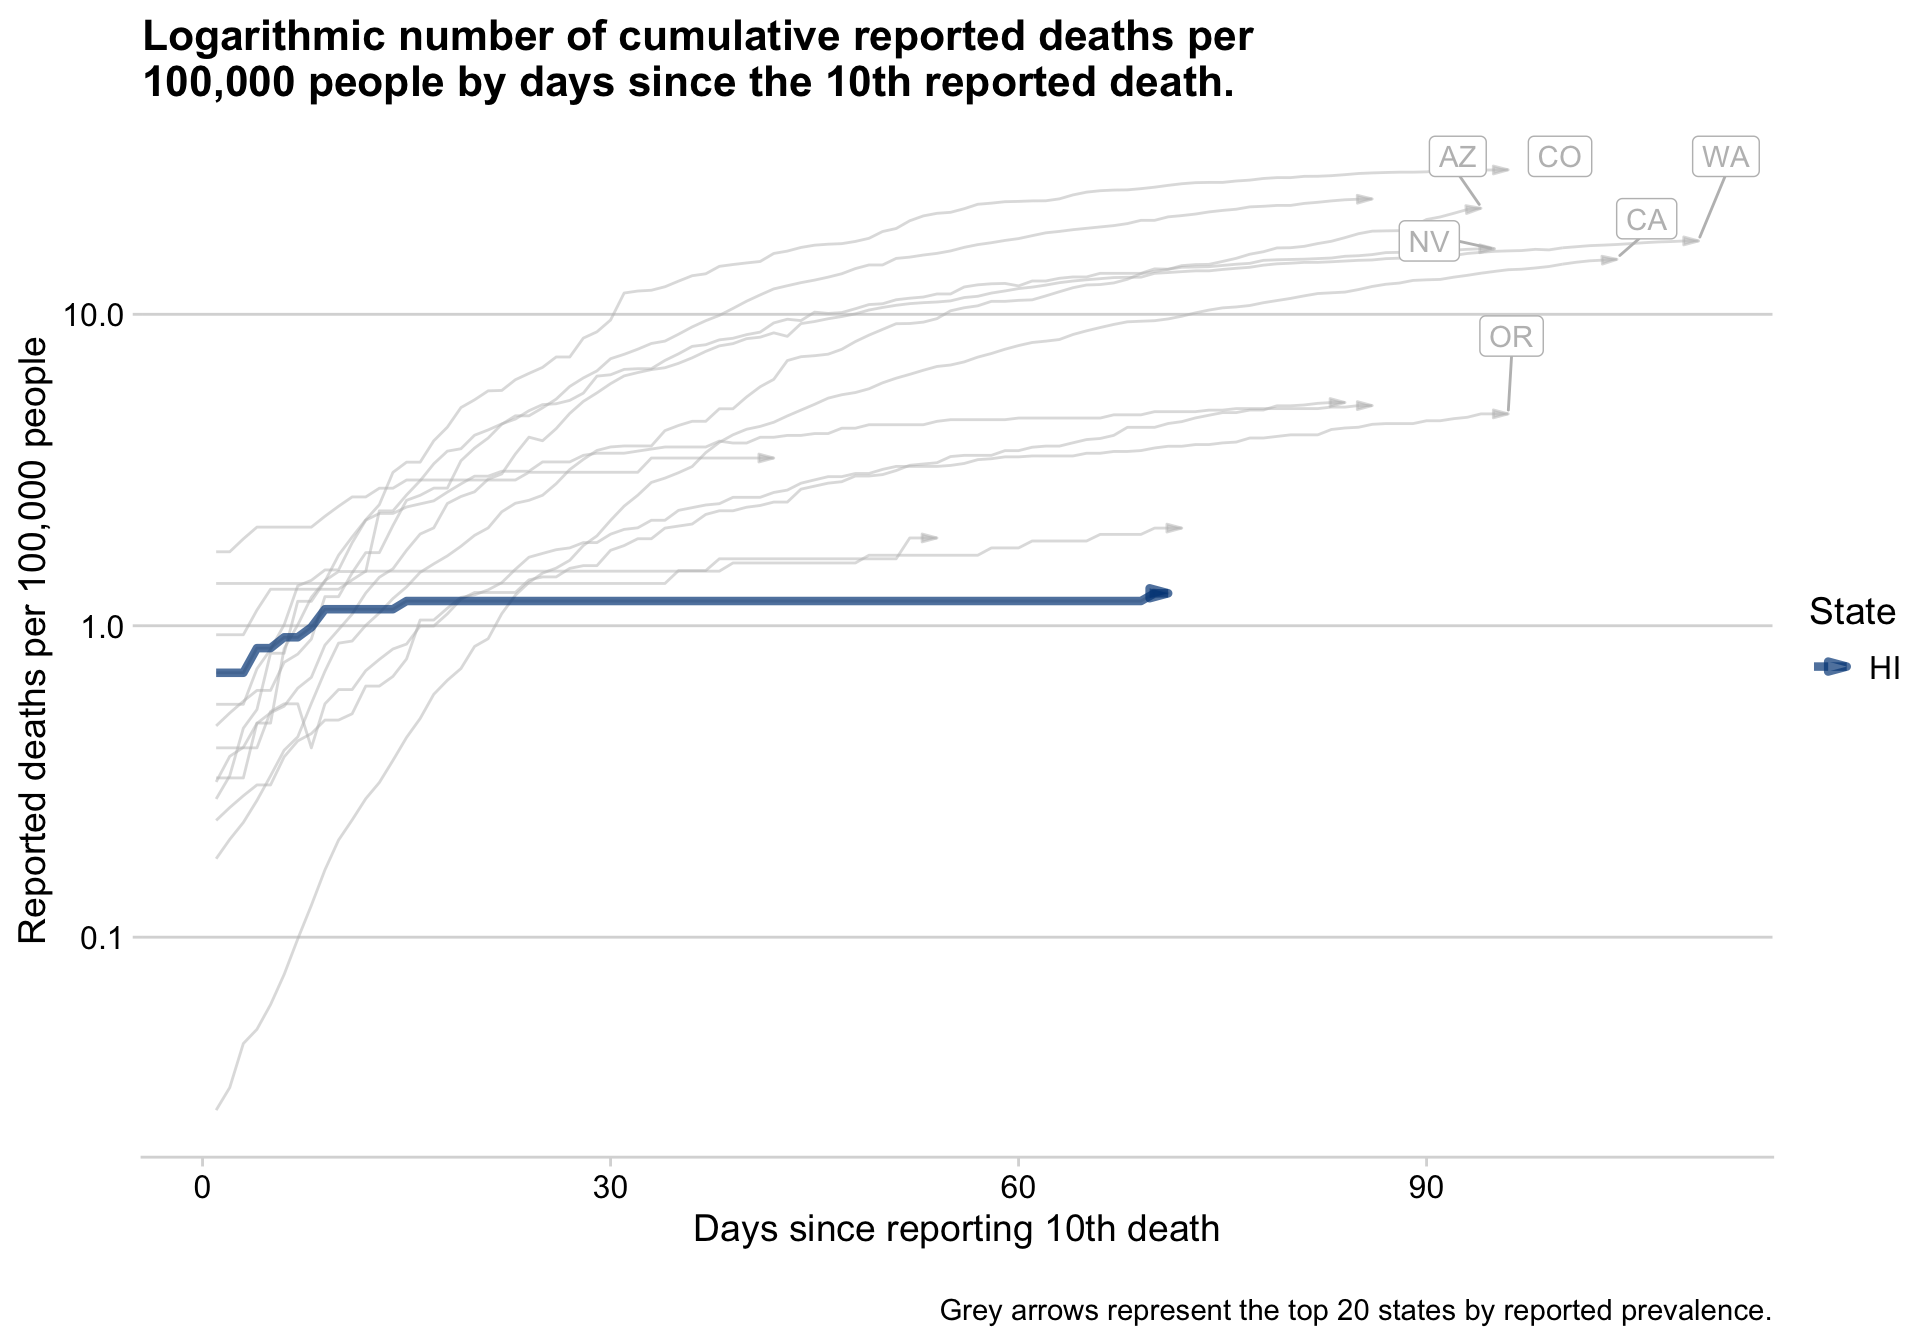 Logarithmic number of cumulative reported deaths per
100,000 people by days since the 10th reported death.
AZ
CO
WA
CA
NV
OR
10.0
1.0
0.1
Reported deaths per 100,000 people
State
HI
0
30
60
90
Days since reporting 10th death
Grey arrows represent the top 20 states by reported prevalence.